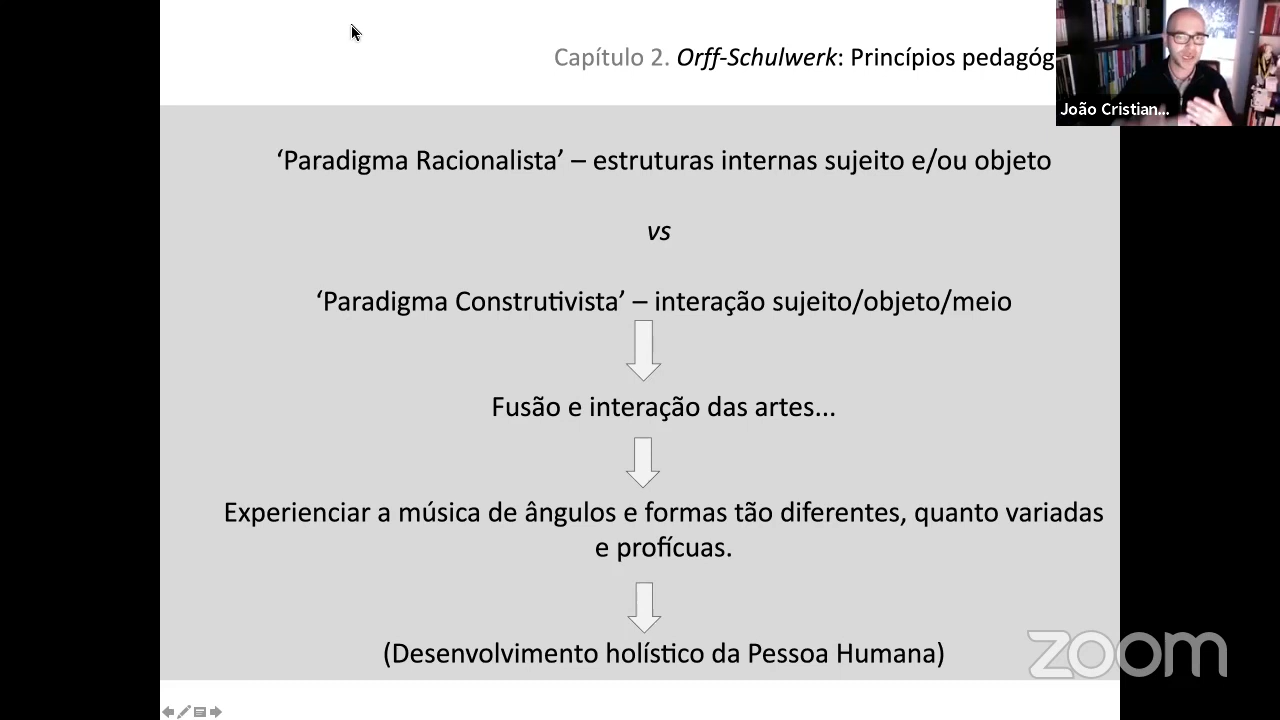 Capítulo 2. Orff-Schulwerk: Princípios pedagóg
João Cristian...
‘Paradigma Racionalista’ – estruturas internas sujeito e/ou objeto
vs
‘Paradigma Construtivista’ – interação sujeito/objeto/meio
Fusão e interação das artes...
Experienciar a música de ângulos e formas tão diferentes, quanto variadas
e profícuas.
(Desenvolvimento holístico da Pessoa Humana)
zoom